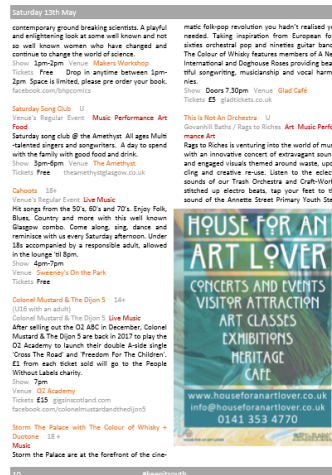 Saturday 13th May
contemporary ground breaking scientists. A playful
and enlightening look at some well known and not
so well known women who have changed and
continue to change the world of science.
Show 1pm-2pm Venue Makers Workshop
Tickets Free Drop in anytime between 1pm-
2pm Space is limited, please pre order your book.
facebook.com/bhpcomics
Saturday Song Club U
Venue's Regular Event Music Performance Art
Food
Saturday song club @ the Amethyst All ages Multi
-talented singers and songwriters. A day to spend
with the family with good food and drink.
Show 3pm-6pm Venue The Amethyst
Tickets Free theamethystglasgow.co.uk
Cahoots 18+
Venue's Regular Event Live Music
Hit songs from the 50's, 60's and 70's. Enjoy Folk,
Blues, Country and more with this well known
Glasgow combo. Come along, sing, dance and
reminisce with us every Saturday afternoon. Under
18s accompanied by a responsible adult, allowed
in the lounge 'til 8pm.
Show 4pm-7pm
Venue Sweeney's On the Park
Tickets Free
Colonel Mustard & The Dijon 5 14+
(U16 with an adult)
Colonel Mustard & The Dijon 5 Live Music
After selling out the O2 ABC in December, Colonel
Mustard & The Dijon 5 are back in 2017 to play the
O2 Academy to launch their double A-side single
'Cross The Road' and 'Freedom For The Children'.
£1 from each ticket sold will go to the People
Without Labels charity.
Show 7pm
Venue O2 Academy
Tickets £15 gigsinscotland.com
facebook.com/colonelmustardandthedijon5
Storm The Palace with The Colour of Whisky +
Duotone 18 +
Music
Storm The Palace are at the forefront of the cine-
matic folk-pop revolution you hadn't realised yo
needed. Taking inspiration from European fo
sixties orchestral pop and nineties guitar band
The Colour of Whisky features members of A Ne
International and Doghouse Roses providing bea
tiful songwriting, musicianship and vocal harm
nies.
Show Doors 7.30pm Venue Glad Café
Tickets £5 gladtickets.co.uk
This Is Not An Orchestra U
Govanhill Baths / Rags to Riches Art Music Perfo
mance Art
Rags to Riches is venturing into the world of mus
with an innovative concert of extravagant soun
and engaged visuals themed around waste, upc
cling and creative re-use. Listen to the eclect
sounds of our Trash Orchestra and Craft-Work
stitched up electro beats, tap your feet to th
sound of the Annette Street Primary Youth Ste
HOUSE FOR AN
ART LOVER
CONCERTS AND EVENTS
VISITOR ATTRACTION
ART CLASSES
EXHIBITIONS
HERITAGE
CAFE
www.houseforanartlover.co.uk
info@houseforanartlover.co.uk
0141 353 4770
10 #keepityouth